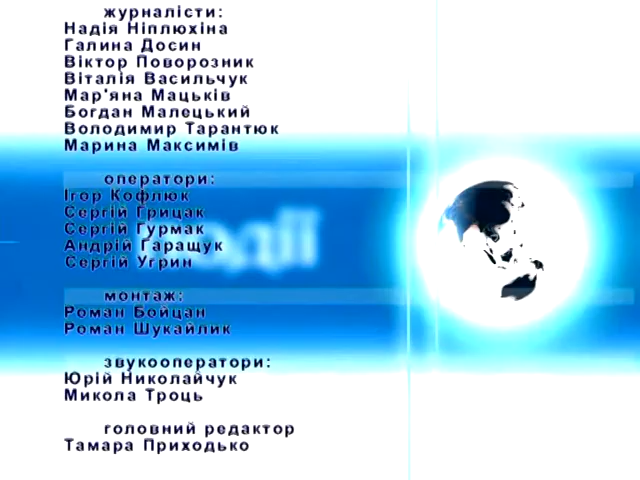 журналісти:
Надія Ніплюхіна
Галина Досин
Віктор Поворозник
Віталія Васильчук
Мар'яна Мацьків
Богдан Малецький
Володимир Тарантюк
Марина Максимів
оператори:
Ігор Кофлюк
Сергій Грицак
Сергій Гурмак
Андрій Гаращук
Сергій Угрин
монтаж:
Роман Бойцан
Роман Шукайлик
звукооператори:
Юрій Николайчук
Микола Троць
головний редактор
Тамара Приходько